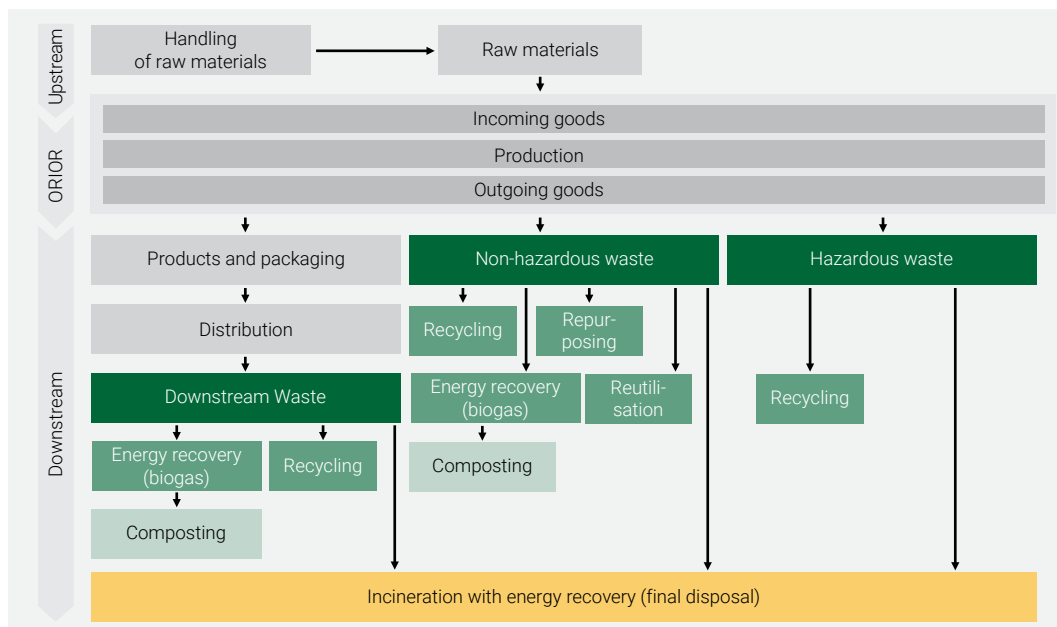 Upstream
Handling
of raw materials
Raw materials
ORIOR
Incoming goods
Production
Outgoing goods
Downstream
Products and packaging
Non-hazardous waste
Hazardous waste
Distribution
Recycling
Repur-
posing
Downstream Waste
Energy recovery
(biogas)
Reutili-
sation
Recycling
Energy recovery
(biogas)
Recycling
Composting
Composting
Incineration with energy recovery (final disposal)